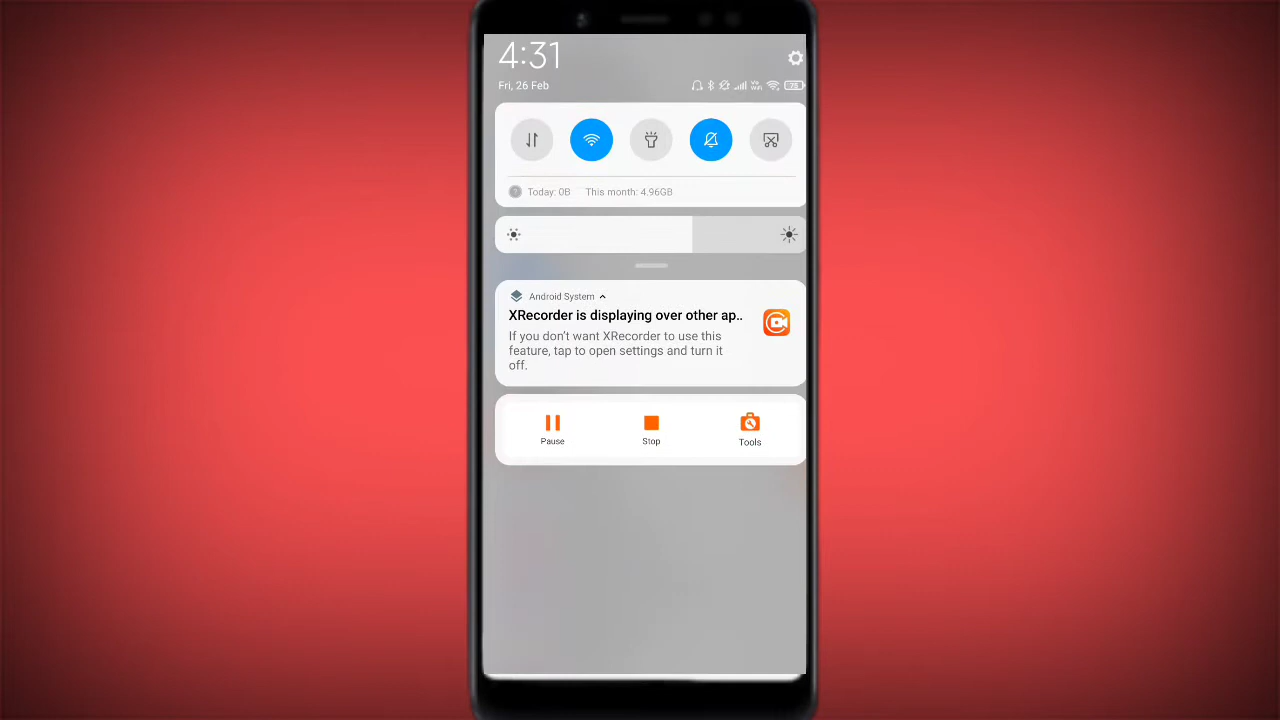 4:31
Fri, 26 Feb
Today: 0B This month: 4.96GB
Android System
XRecorder is displaying over other ap..
If you don't want XRecorder to use this
feature, tap to open settings and turn it
off.
Pause Stop Tools